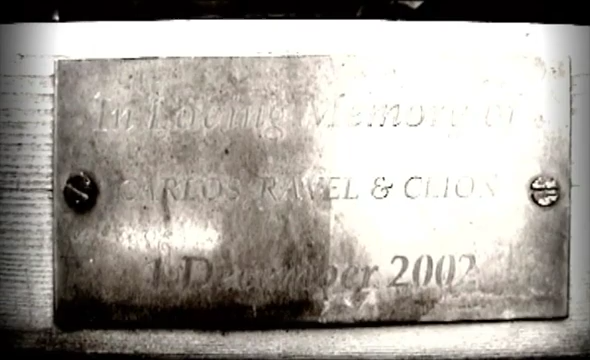 In Loving Memory of
CARLOS RAVEL & CLION
1 December 2002